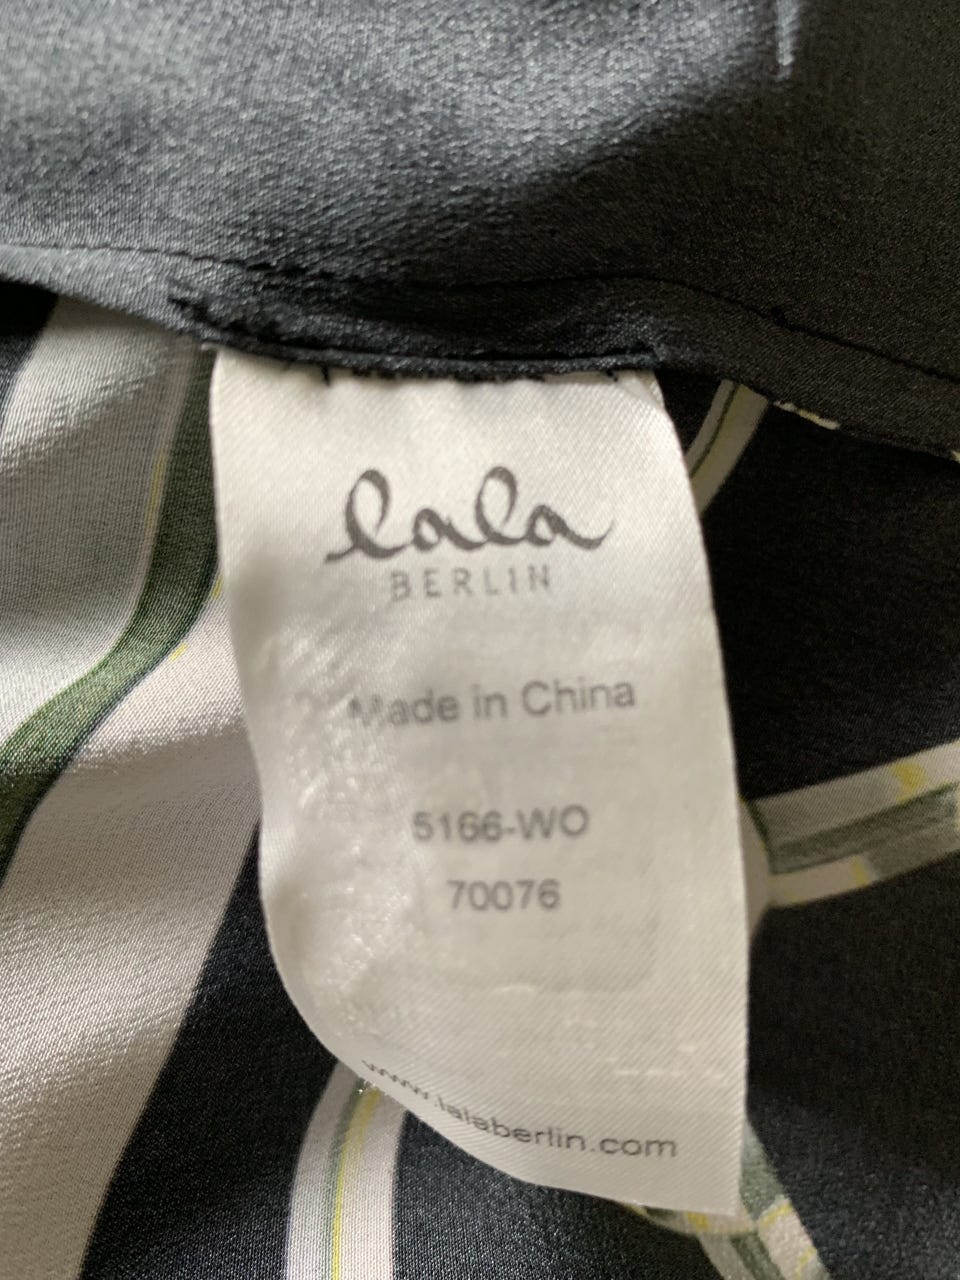 lala
BERLIN
Made in China
5166-WO
70076
www.lalaberlin.com